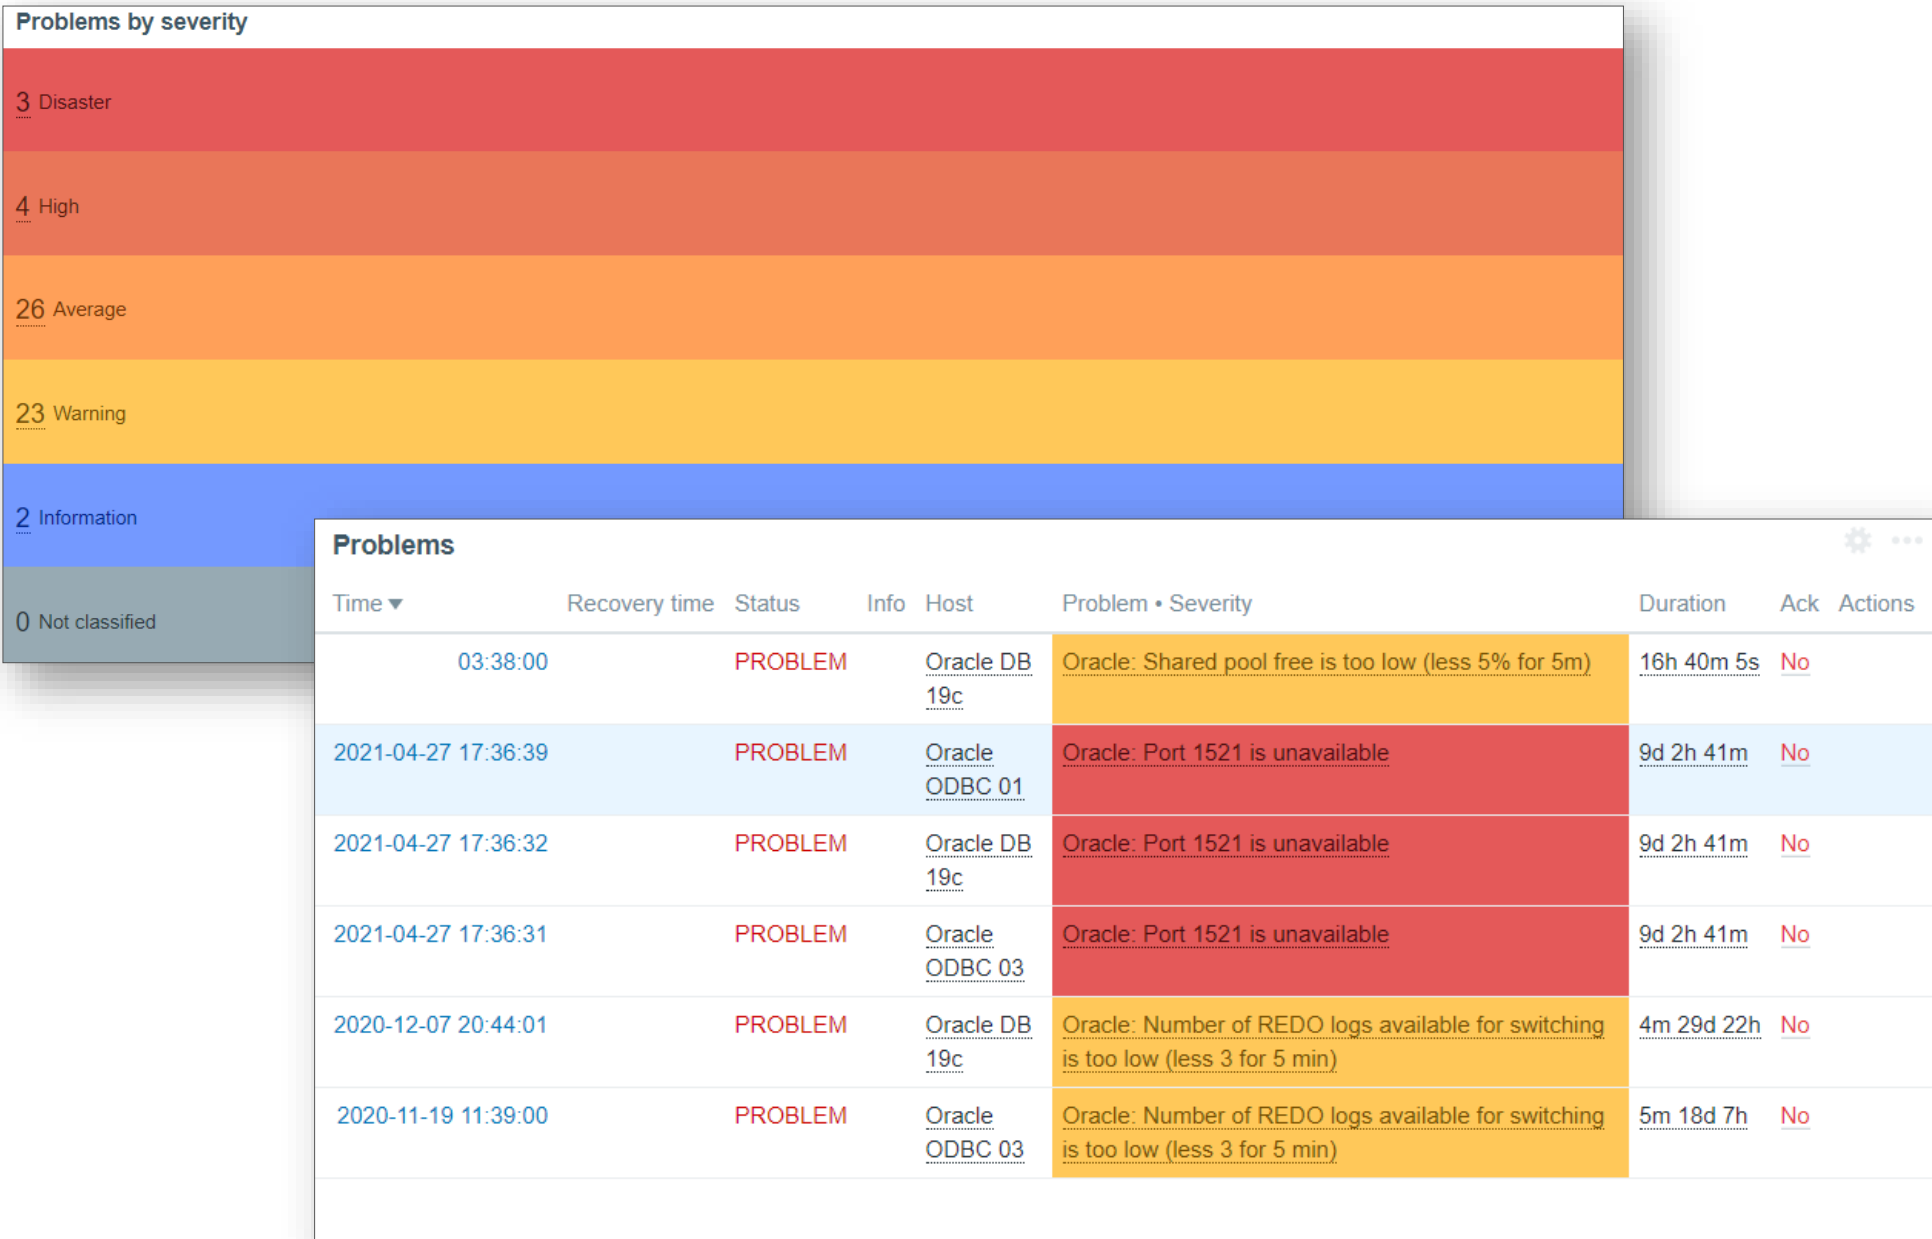 Problems by severity
3 Disaster
4 High
26 Average
23 Warning
2 Information
0 Not classified
Problems
Time Recovery time Status Info Host Problem • Severity Duration Ack Actions
03:38:00 PROBLEM Oracle DB Oracle: Shared pool free is too low (less 5% for 5m) 16h 40m 5s No
19c
2021-04-27 17:36:39 PROBLEM Oracle Oracle: Port 1521 is unavailable 9d 2h 41m No
ODBC 01
2021-04-27 17:36:32 PROBLEM Oracle DB Oracle: Port 1521 is unavailable 9d 2h 41m No
19c
2021-04-27 17:36:31 PROBLEM Oracle Oracle: Port 1521 is unavailable 9d 2h 41m No
ODBC 03
2020-12-07 20:44:01 PROBLEM Oracle DB Oracle: Number of REDO logs available for switching 4m 29d 22h No
19c is too low (less 3 for 5 min)
2020-11-19 11:39:00 PROBLEM Oracle Oracle: Number of REDO logs available for switching 5m 18d 7h No
ODBC 03 is too low (less 3 for 5 min)